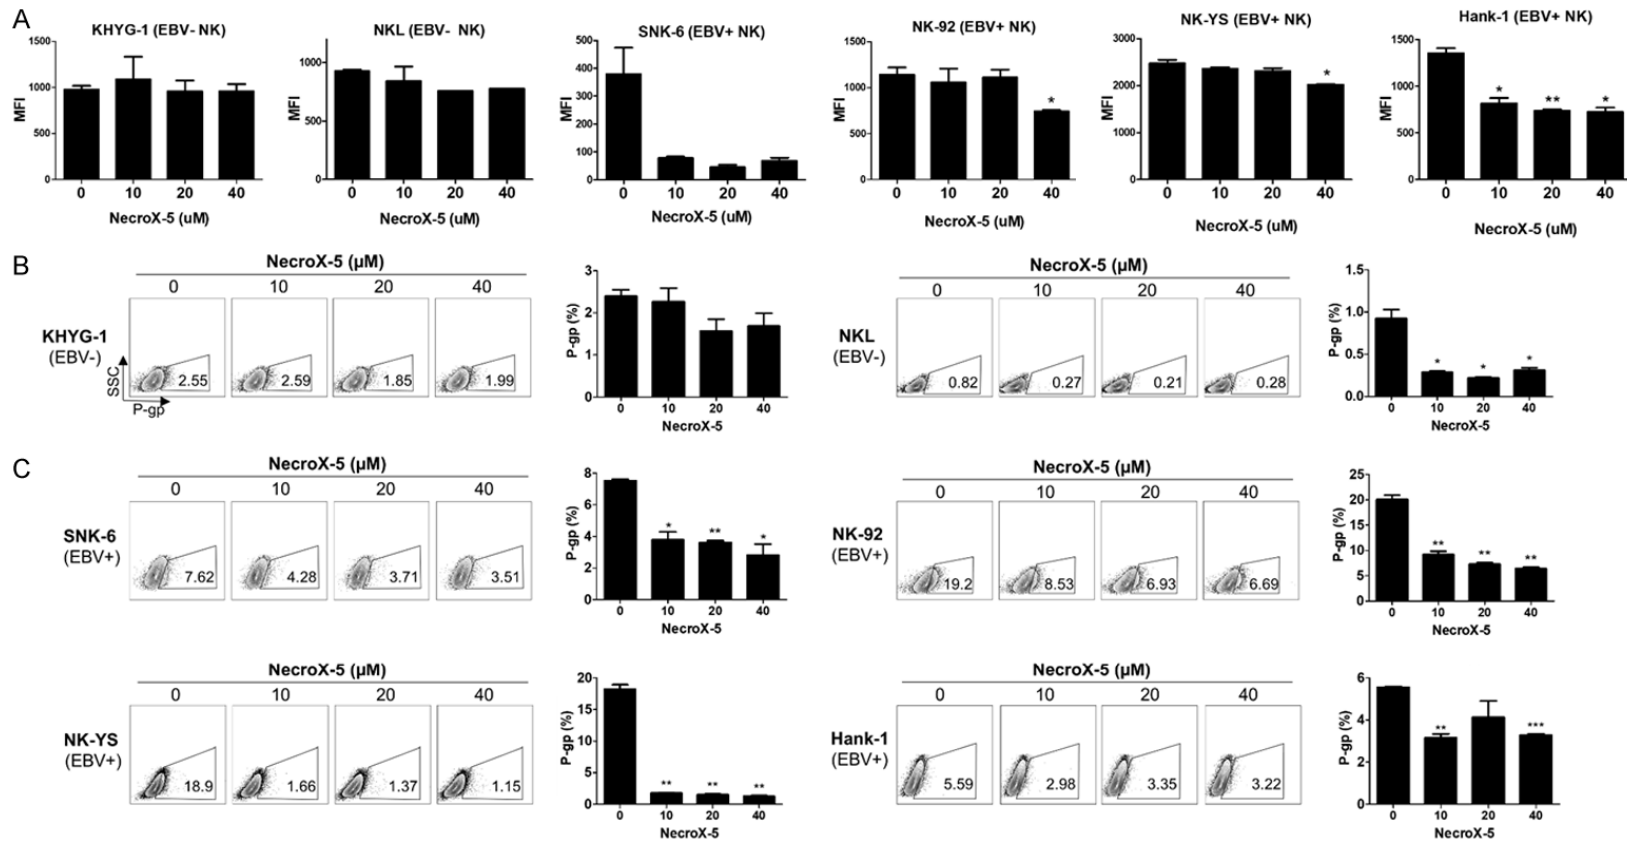 A
KHYG-1 (EBV- NK)
MFI
1500
1000
500
0
0 10 20 40
NecroX-5 (uM)
NKL (EBV- NK)
MFI
1000
500
0
0 10 20 40
NecroX-5 (uM)
SNK-6 (EBV+ NK)
MFI
500
400
300
200
100
0
0 10 20 40
NecroX-5 (uM)
NK-92 (EBV+ NK)
MFI
1500
1000
500
0
*
0 10 20 40
NecroX-5 (uM)
NK-YS (EBV+ NK)
MFI
3000
2000
1000
0
*
0 10 20 40
NecroX-5 (uM)
Hank-1 (EBV+ NK)
MFI
1500
1000
500
0
* ** *
0 10 20 40
NecroX-5 (uM)
B
NecroX-5 (µM)
0 10 20 40
KHYG-1
(EBV-)
SSC
P-gp
2.55 2.59 1.85 1.99
P-gp (%)
3
2
1
0
0 10 20 40
NecroX-5
NecroX-5 (µM)
0 10 20 40
NKL
(EBV-)
0.82 0.27 0.21 0.28
P-gp (%)
1.5
1.0
0.5
0.0
* * *
0 10 20 40
NecroX-5
C
NecroX-5 (µM)
0 10 20 40
SNK-6
(EBV+)
7.62 4.28 3.71 3.51
P-gp (%)
8
6
4
2
0
* ** *
0 10 20 40
NecroX-5
NecroX-5 (µM)
0 10 20 40
NK-92
(EBV+)
19.2 8.53 6.93 6.69
P-gp (%)
25
20
15
10
5
0
** ** **
0 10 20 40
NecroX-5
NecroX-5 (µM)
0 10 20 40
NK-YS
(EBV+)
18.9 1.66 1.37 1.15
P-gp (%)
20
15
10
5
0
** ** **
0 10 20 40
NecroX-5
NecroX-5 (µM)
0 10 20 40
Hank-1
(EBV+)
5.59 2.98 3.35 3.22
P-gp (%)
6
4
2
0
** ***
0 10 20 40
NecroX-5